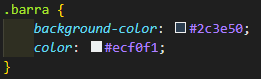 .barra {
background-color: #2c3e50;
color: #ecf0f1;
}